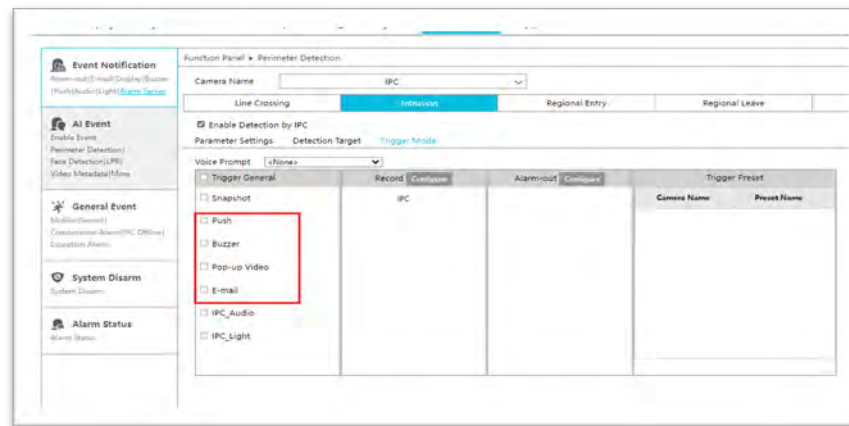 Event Notification
Alarm-out|E-mail|Display|Buzzer
|Push|Audio|Light|Alarm Server
AI Event
Enable Event
Perimeter Detection|
Face Detection|LPR|
Video Metadata|More
General Event
Motion|Sensor|
Combination Alarm|IPC Offline|
Exception Alarm
System Disarm
System Disarm
Alarm Status
Alarm Status
Function Panel ▸ Perimeter Detection
Camera Name IPC
Line Crossing Intrusion Regional Entry Regional Leave
Enable Detection by IPC
Parameter Settings Detection Target Trigger Mode
Voice Prompt <None>
Trigger General Record Configure Alarm-out Configure Trigger Preset
Snapshot IPC Camera Name Preset Name
Push
Buzzer
Pop-up Video
E-mail
IPC_Audio
IPC_Light